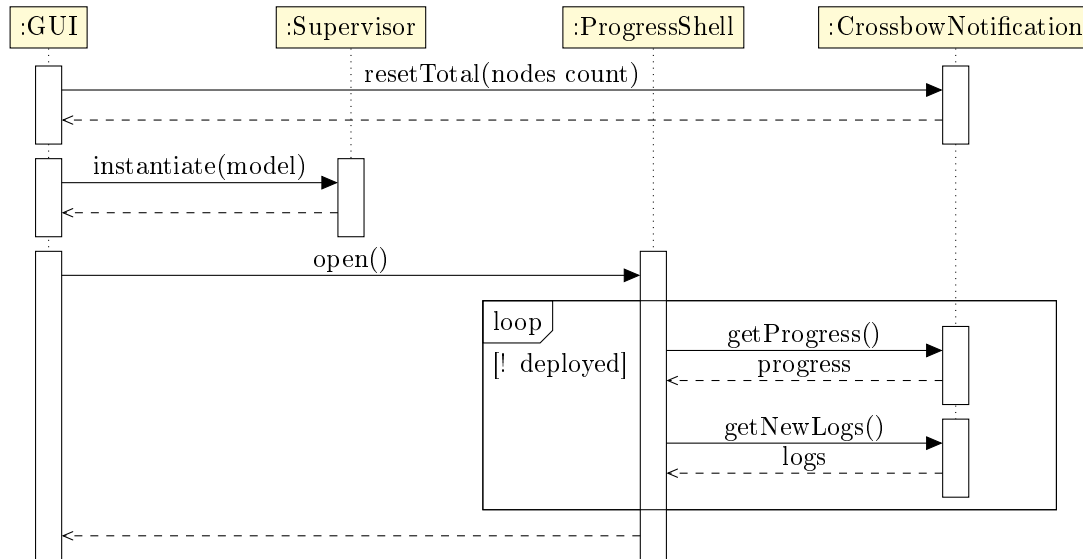 :GUI
:Supervisor
:ProgressShell
:CrossbowNotification
resetTotal(nodes count)
instantiate(model)
open()
loop
[! deployed]
getProgress()
progress
getNewLogs()
logs